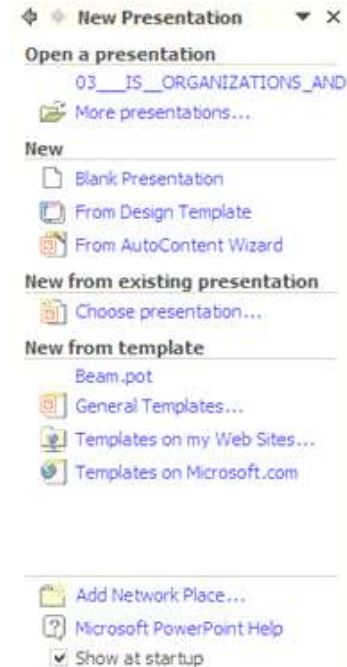 New Presentation
Open a presentation
03___IS__ORGANIZATIONS_AND
More presentations...
New
Blank Presentation
From Design Template
From AutoContent Wizard
New from existing presentation
Choose presentation...
New from template
Beam.pot
General Templates...
Templates on my Web Sites...
Templates on Microsoft.com
Add Network Place...
Microsoft PowerPoint Help
Show at startup